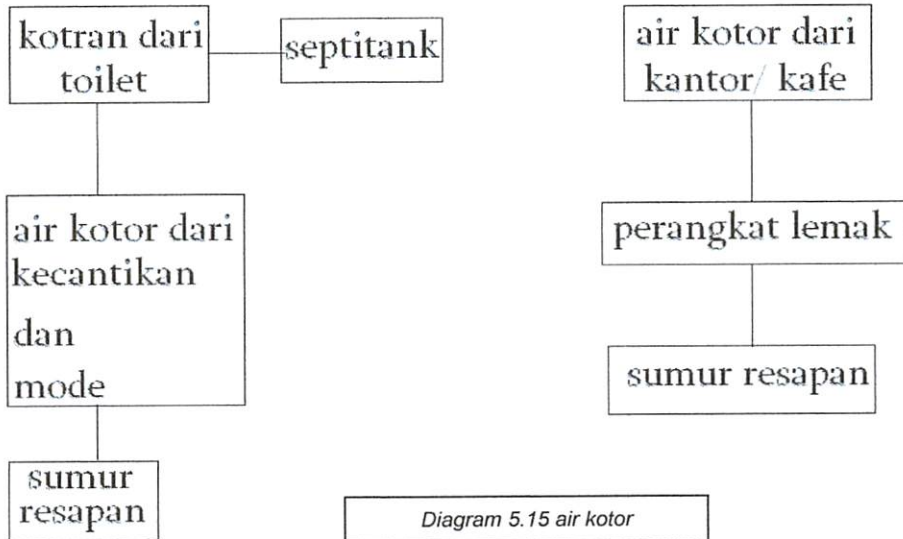 kotran dari
toilet
septitank
air kotor dari
kecantikan
dan
mode
sumur
resapan
air kotor dari
kantor/ kafe
perangkat lemak
sumur resapan
Diagram 5.15 air kotor